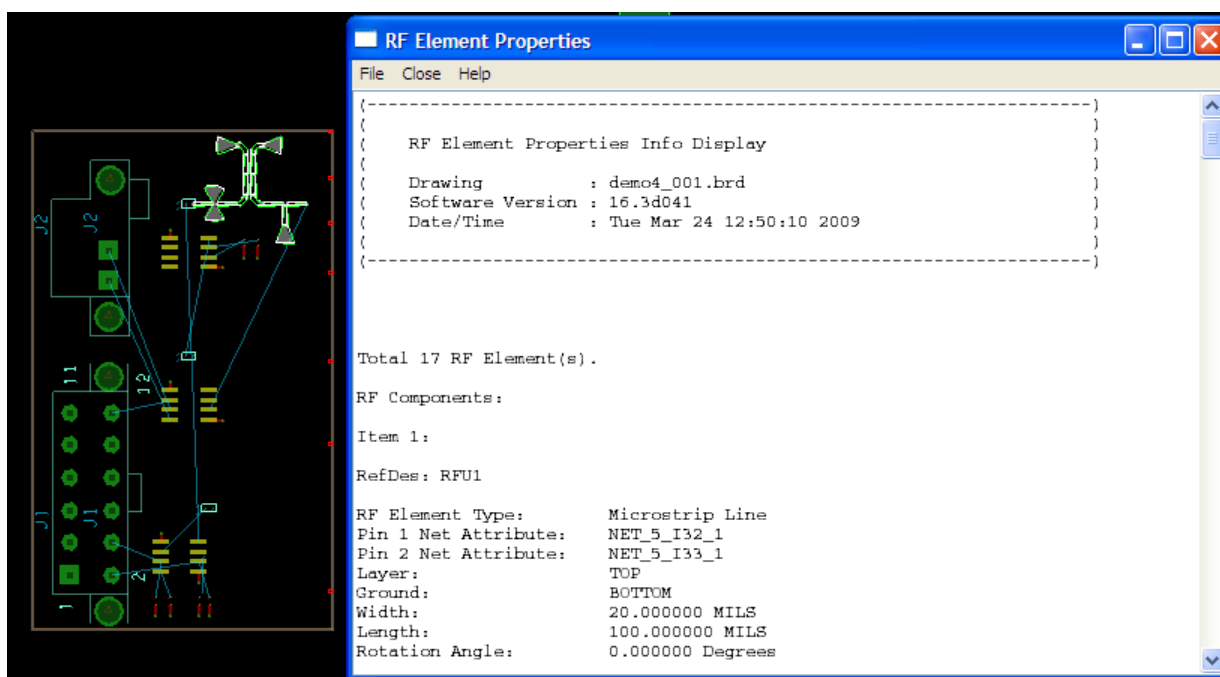 J2
J2
11
12
J1
J1
1
2
RF Element Properties
File Close Help
(---------------------------------------------------------------------)
( )
( RF Element Properties Info Display )
( )
( Drawing : demo4_001.brd )
( Software Version : 16.3d041 )
( Date/Time : Tue Mar 24 12:50:10 2009 )
( )
(---------------------------------------------------------------------)
Total 17 RF Element(s).
RF Components:
Item 1:
RefDes: RFU1
RF Element Type: Microstrip Line
Pin 1 Net Attribute: NET_5_I32_1
Pin 2 Net Attribute: NET_5_I33_1
Layer: TOP
Ground: BOTTOM
Width: 20.000000 MILS
Length: 100.000000 MILS
Rotation Angle: 0.000000 Degrees